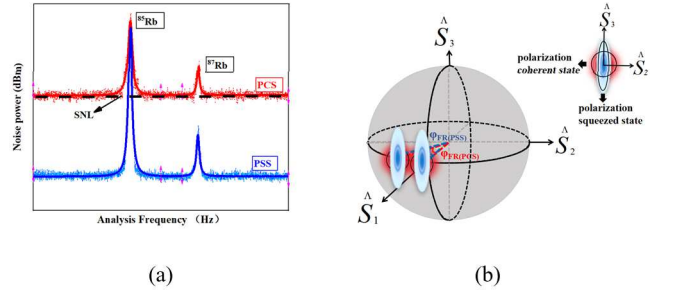 Noise power (dBm)
⁸⁵Rb
⁸⁷Rb
PCS
SNL
PSS
Analysis Frequency （Hz）
(a)
Ŝ₃
φFR(PSS)
φFR(PCS)
Ŝ₂
Ŝ₁
Ŝ₃
polarization
coherent state
Ŝ₂
polarization
squeezed state
(b)